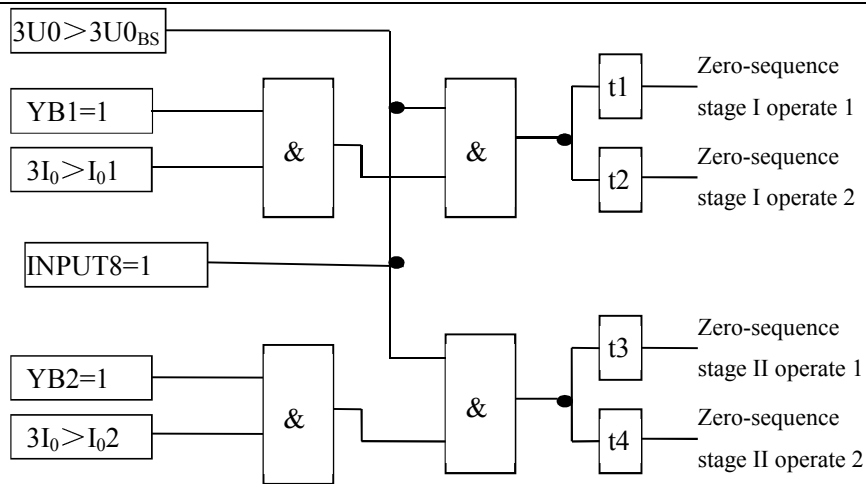 3U0＞3U0BS
YB1=1
3I0＞I01
INPUT8=1
YB2=1
3I0＞I02
&
&
&
&
t1
t2
t3
t4
Zero-sequence
stage I operate 1
Zero-sequence
stage I operate 2
Zero-sequence
stage II operate 1
Zero-sequence
stage II operate 2